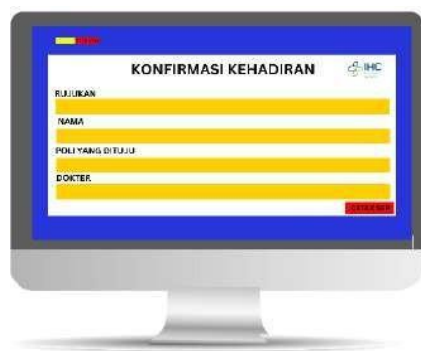 KONFIRMASI KEHADIRAN
IHC
RUJUKAN
NAMA
POLI YANG DITUJU
DOKTER